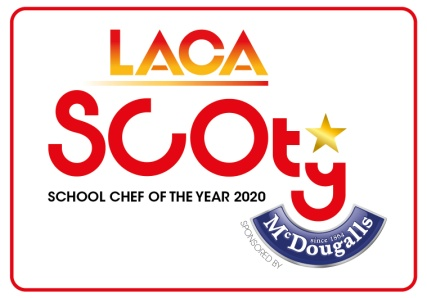 LACA
SCOty
SCHOOL CHEF OF THE YEAR 2020
SPONSORED BY
since 1864
McDougalls